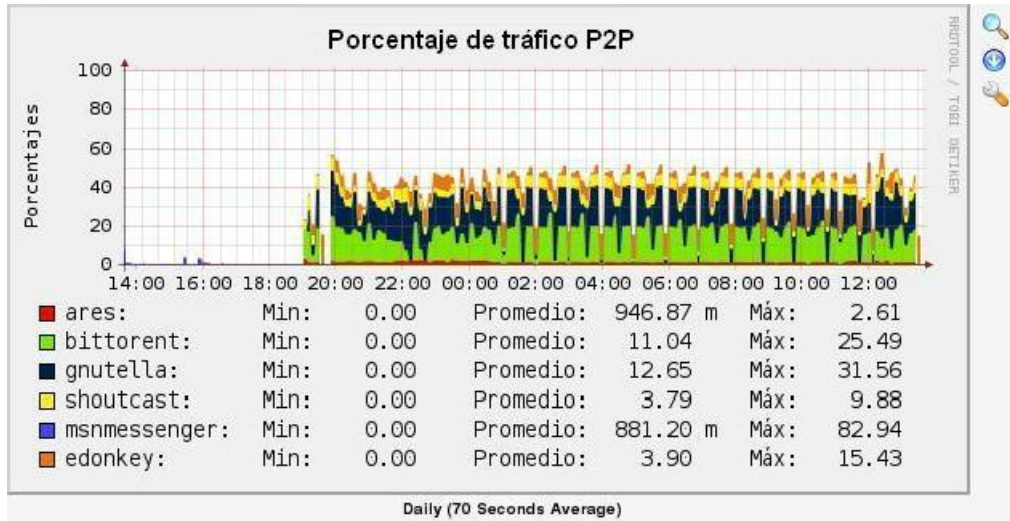 Porcentaje de tráfico P2P
RRDTOOL / TOBI OETIKER
Porcentajes
100
80
60
40
20
0
14:00 16:00 18:00 20:00 22:00 00:00 02:00 04:00 06:00 08:00 10:00 12:00
ares: Min: 0.00 Promedio: 946.87 m Máx: 2.61
bittorent: Min: 0.00 Promedio: 11.04 Máx: 25.49
gnutella: Min: 0.00 Promedio: 12.65 Máx: 31.56
shoutcast: Min: 0.00 Promedio: 3.79 Máx: 9.88
msnmessenger: Min: 0.00 Promedio: 881.20 m Máx: 82.94
edonkey: Min: 0.00 Promedio: 3.90 Máx: 15.43
Daily (70 Seconds Average)